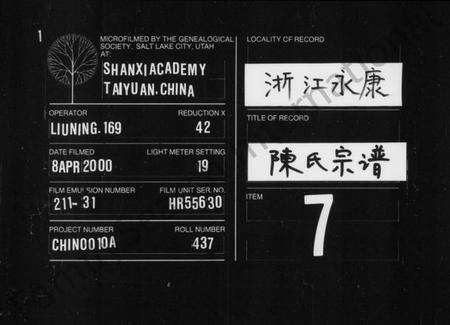 1
MICROFILMED BY THE GENEALOGICAL
SOCIETY, SALT LAKE CITY, UTAH
AT:
SHANXI ACADEMY
TAIYUAN. CHINA
OPERATOR
REDUCTION X
LIUNING. 169
42
DATE FILMED
LIGHT METER SETTING
8 APR 2000
19
FILM EMULSION NUMBER
FILM UNIT SER. NO.
211-31
HR55630
PROJECT NUMBER
ROLL NUMBER
CHIN0010A
437
LOCALITY OF RECORD
浙江永康
TITLE OF RECORD
陳氏宗谱
ITEM
7